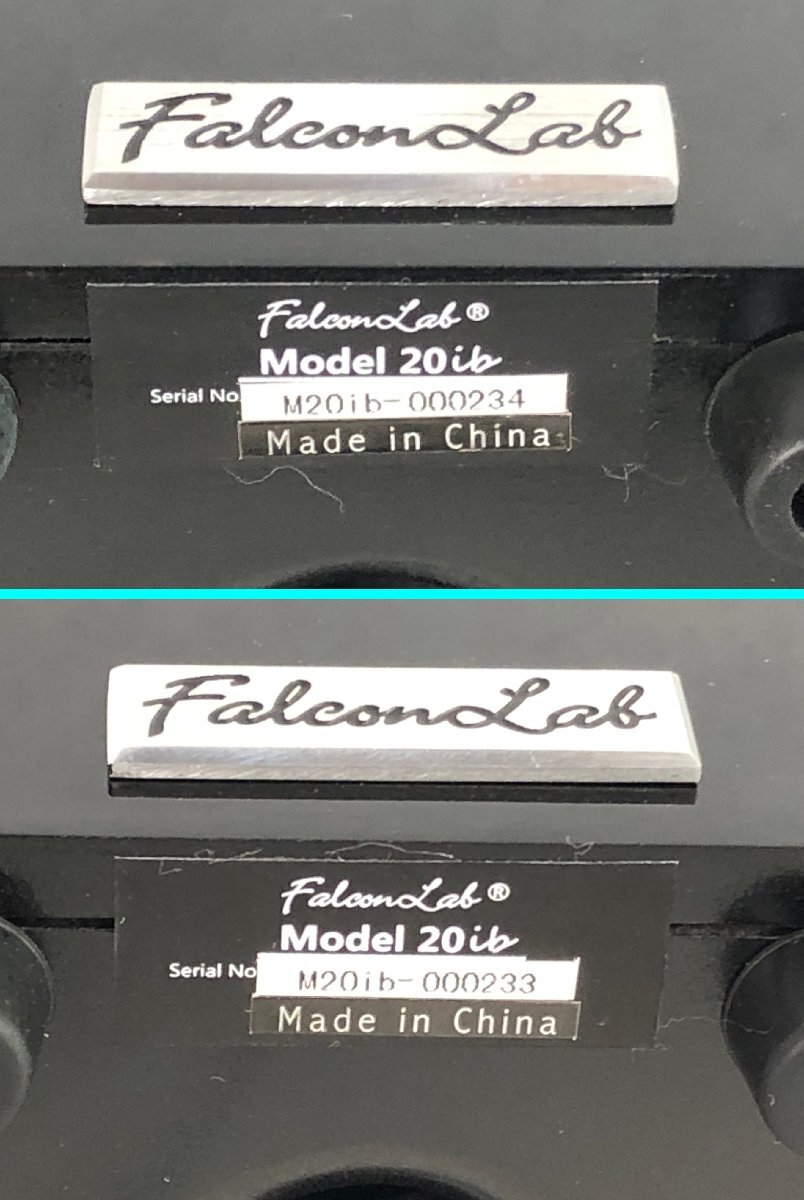 FalconLab
FalconLab®
Model 20ib
Serial No. M20ib-000234
Made in China
FalconLab
FalconLab®
Model 20ib
Serial No M20ib-000233
Made in China